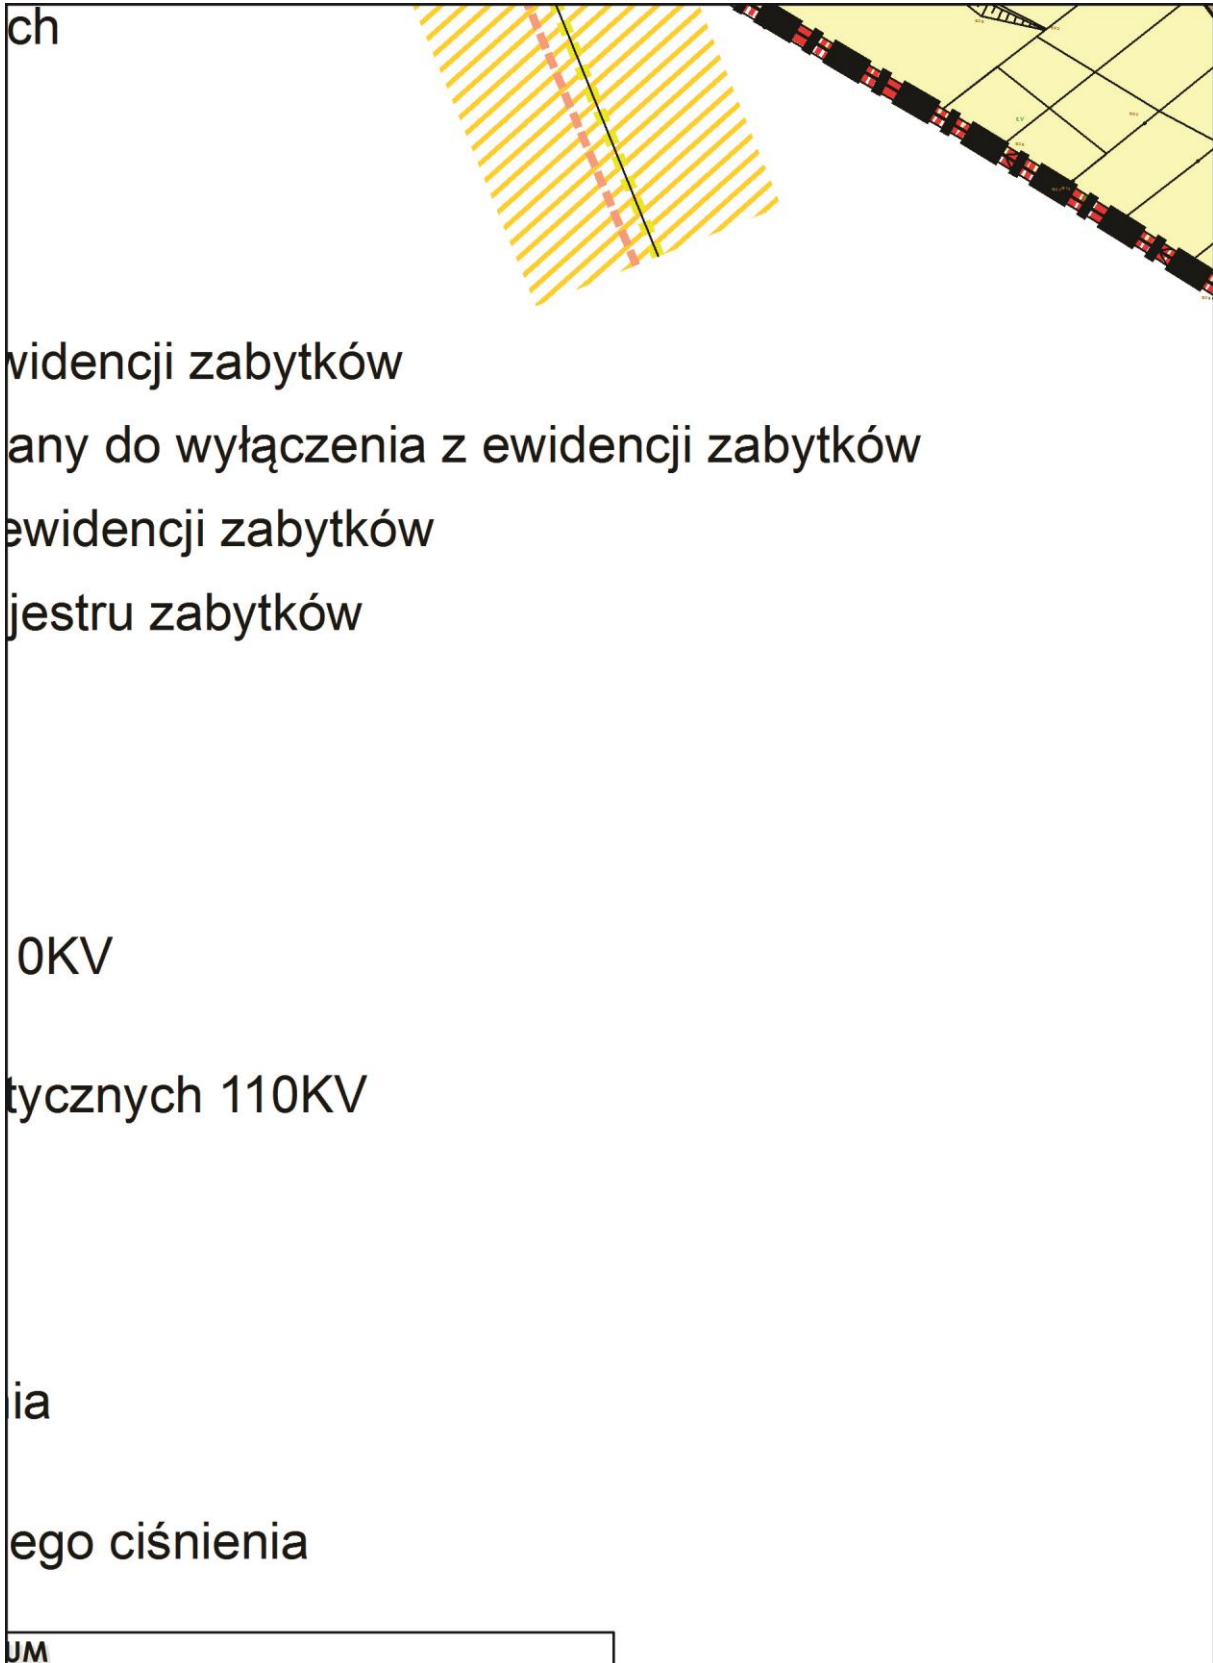 ch
widencji zabytków
any do wyłączenia z ewidencji zabytków
ewidencji zabytków
jestru zabytków
0KV
tycznych 110KV
ia
ego ciśnienia
UM